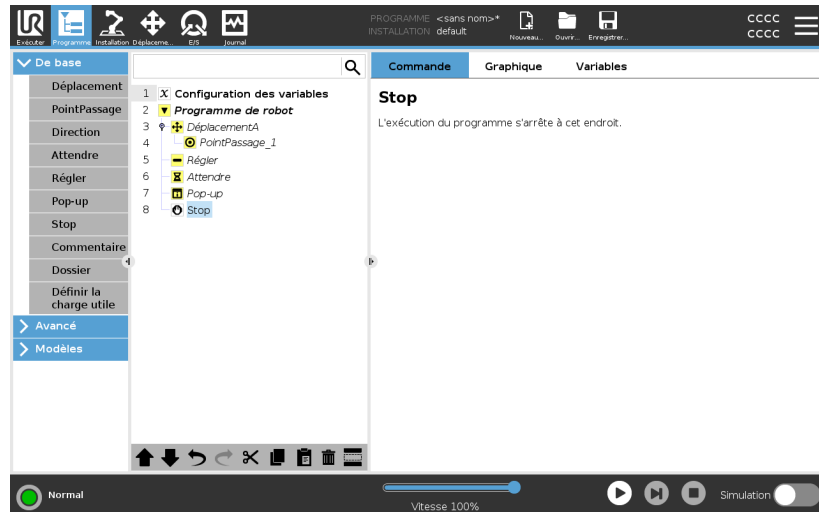 UR
PROGRAMME <sans nom>*
INSTALLATION default
cccc
cccc
Exécuter
Programme
Installation
Déplaceme...
E/S
Journal
Nouveau...
Ouvrir...
Enregistrer...
De base
Déplacement
PointPassage
Direction
Attendre
Régler
Pop-up
Stop
Commentaire
Dossier
Définir la
charge utile
Avancé
Modèles
1 X Configuration des variables
2 Programme de robot
3 DéplacementA
4 PointPassage_1
5 Régler
6 Attendre
7 Pop-up
8 Stop
Commande
Graphique
Variables
Stop
L'exécution du programme s'arrête à cet endroit.
Normal
Vitesse 100%
Simulation